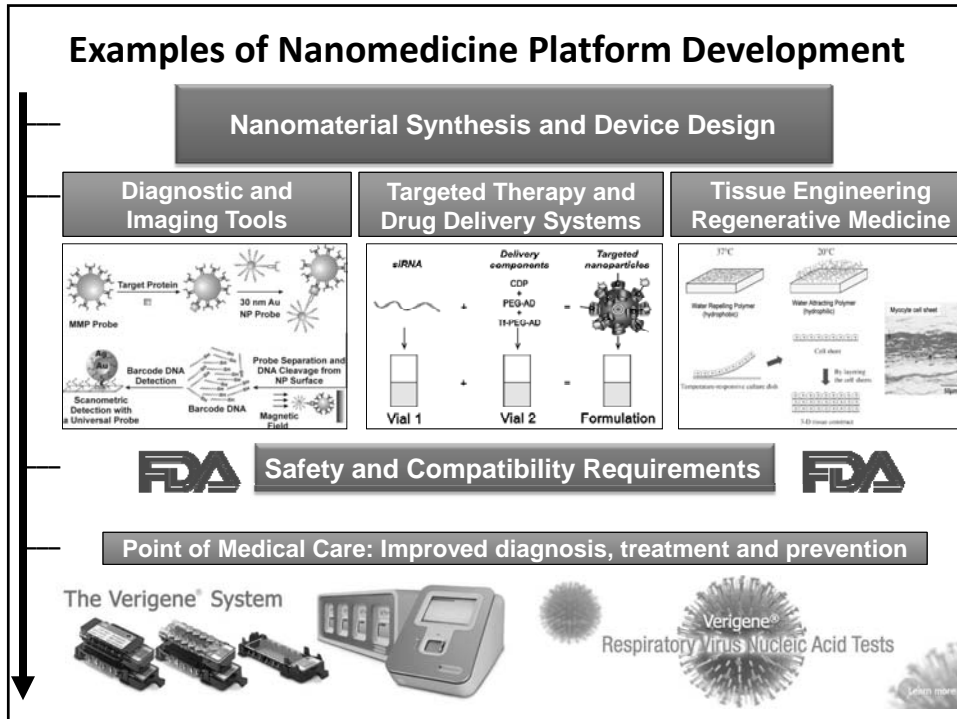 Examples of Nanomedicine Platform Development
Nanomaterial Synthesis and Device Design
Diagnostic and
Imaging Tools
Targeted Therapy and
Drug Delivery Systems
Tissue Engineering
Regenerative Medicine
Target Protein
MMP Probe
30 nm Au
NP Probe
Ag
Au
Barcode DNA
Detection
Probe Separation and
DNA Cleavage from
NP Surface
Scanometric
Detection with
a Universal Probe
Barcode DNA
Magnetic
Field
siRNA
Delivery
components
Targeted
nanoparticles
CDP
+
PEG-AD
+
Tf-PEG-AD
+
=
+
=
Vial 1
Vial 2
Formulation
37°C
20°C
Water Repelling Polymer
(hydrophobic)
Water Attracting Polymer
(hydrophilic)
Myocyte cell sheet
Cell sheet
Temperature-responsive culture dish
By layering
the cell sheets
3-D tissue construct
FDA
Safety and Compatibility Requirements
FDA
Point of Medical Care: Improved diagnosis, treatment and prevention
The Verigene® System
Verigene®
Respiratory Virus Nucleic Acid Tests
Learn more